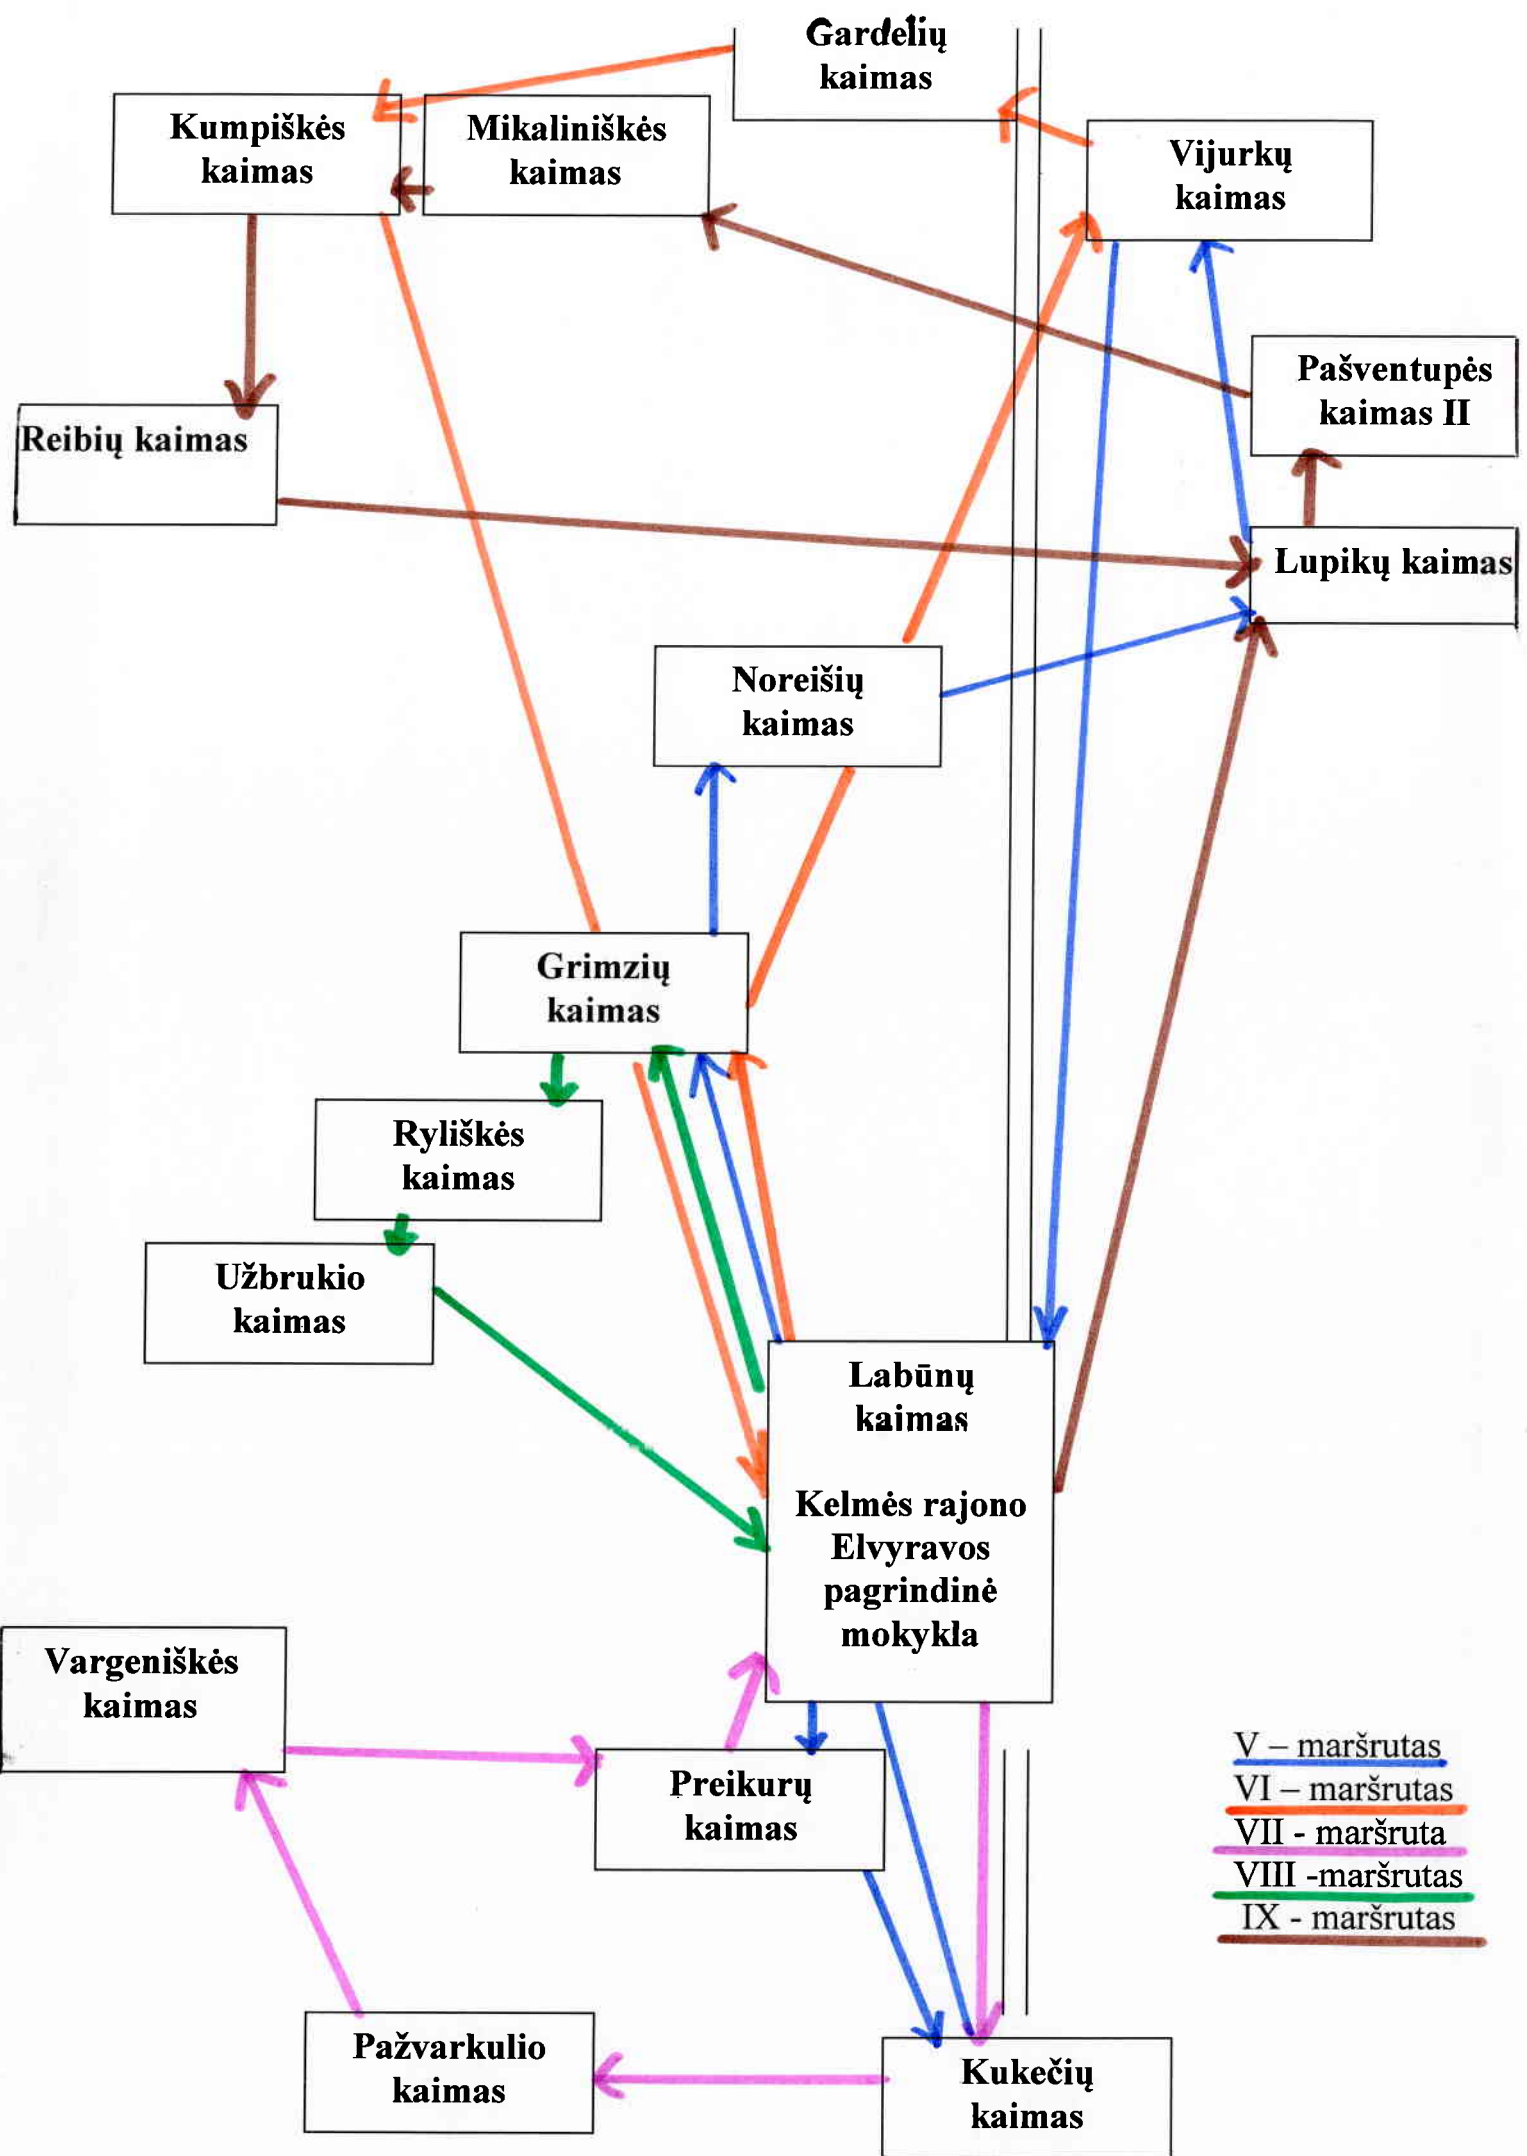 Gardelių
kaimas
Kumpiškės
kaimas
Mikaliniškės
kaimas
Vijurkų
kaimas
Pašventupės
kaimas II
Reibių kaimas
Lupikų kaimas
Noreišių
kaimas
Grimzių
kaimas
Ryliškės
kaimas
Užbrukio
kaimas
Labūnų
kaimas
Kelmės rajono
Elvyravos
pagrindinė
mokykla
Vargeniškės
kaimas
Preikurų
kaimas
V – maršrutas
VI – maršrutas
VII - maršruta
VIII -maršrutas
IX - maršrutas
Pažvarkulio
kaimas
Kukečių
kaimas